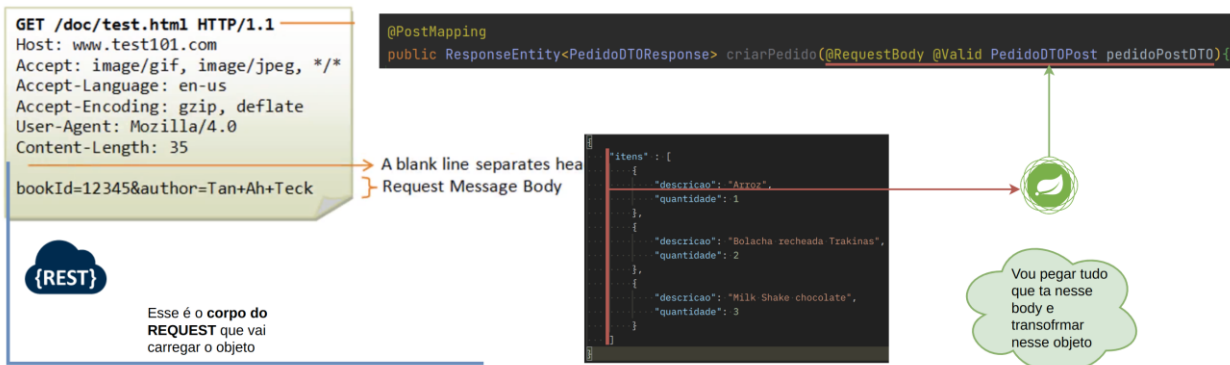 GET /doc/test.html HTTP/1.1
Host: www.test101.com
Accept: image/gif, image/jpeg, */*
Accept-Language: en-us
Accept-Encoding: gzip, deflate
User-Agent: Mozilla/4.0
Content-Length: 35
bookId=12345&author=Tan+Ah+Teck
A blank line separates hea
Request Message Body
@PostMapping
public ResponseEntity<PedidoDTOResponse> criarPedido(@RequestBody @Valid PedidoDTOPost pedidoPostDTO){
{
"itens" : [
{
"descricao": "Arroz",
"quantidade": 1
},
{
"descricao": "Bolacha recheada Trakinas",
"quantidade": 2
},
{
"descricao": "Milk Shake chocolate",
"quantidade": 3
}
]
}
{REST}
Esse é o corpo do
REQUEST que vai
carregar o objeto
Vou pegar tudo
que ta nesse
body e
transofrmar
nesse objeto